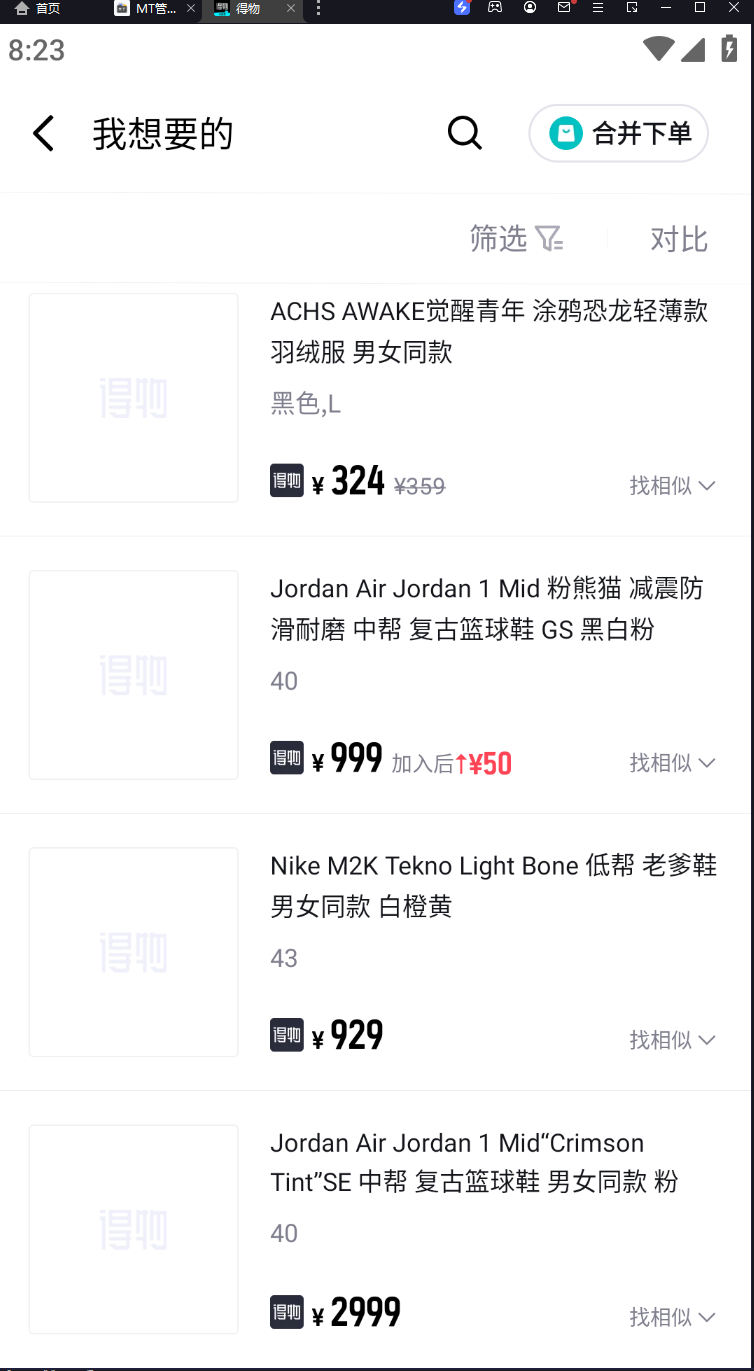 首页 MT管... 得物
8:23
我想要的 合并下单
筛选 对比
得物
ACHS AWAKE觉醒青年 涂鸦恐龙轻薄款
羽绒服 男女同款
黑色,L
得物 ¥ 324 ¥359 找相似
得物
Jordan Air Jordan 1 Mid 粉熊猫 减震防
滑耐磨 中帮 复古篮球鞋 GS 黑白粉
40
得物 ¥ 999 加入后↑¥50 找相似
得物
Nike M2K Tekno Light Bone 低帮 老爹鞋
男女同款 白橙黄
43
得物 ¥ 929 找相似
得物
Jordan Air Jordan 1 Mid“Crimson
Tint”SE 中帮 复古篮球鞋 男女同款 粉
40
得物 ¥ 2999 找相似